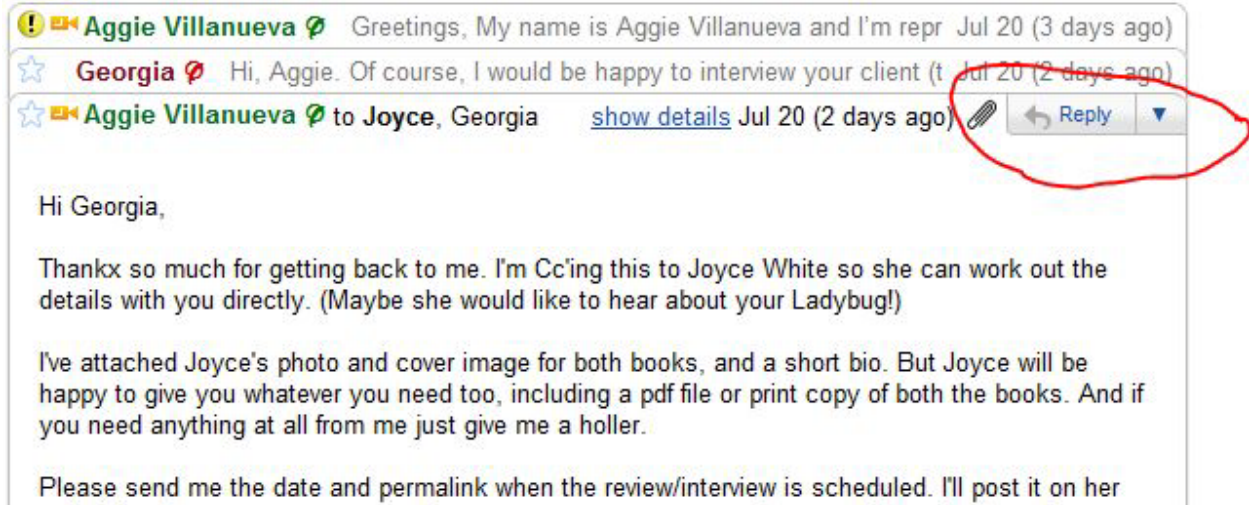 Aggie Villanueva Greetings, My name is Aggie Villanueva and I'm repr Jul 20 (3 days ago)
Georgia Hi, Aggie. Of course, I would be happy to interview your client (t Jul 20 (2 days ago)
Aggie Villanueva to Joyce, Georgia show details Jul 20 (2 days ago) Reply
Hi Georgia,
Thankx so much for getting back to me. I'm Cc'ing this to Joyce White so she can work out the
details with you directly. (Maybe she would like to hear about your Ladybug!)
I've attached Joyce's photo and cover image for both books, and a short bio. But Joyce will be
happy to give you whatever you need too, including a pdf file or print copy of both the books. And if
you need anything at all from me just give me a holler.
Please send me the date and permalink when the review/interview is scheduled. I'll post it on her